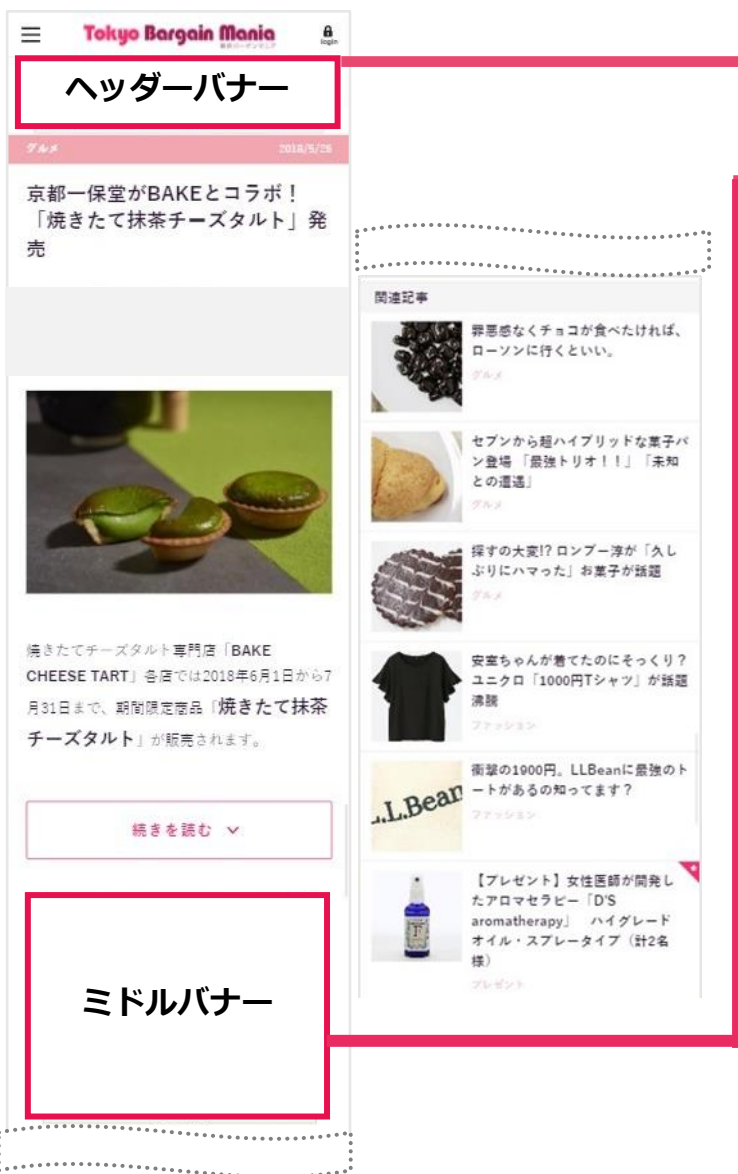 Tokyo Bargain Mania
東京バーゲンマニア
login
ヘッダーバナー
グルメ
2018/5/26
京都一保堂がBAKEとコラボ！
「焼きたて抹茶チーズタルト」発
売
焼きたてチーズタルト専門店「BAKE
CHEESE TART」各店では2018年6月1日から7
月31日まで、期間限定商品「焼きたて抹茶
チーズタルト」が販売されます。
続きを読む
ミドルバナー
関連記事
罪悪感なくチョコが食べたければ、
ローソンに行くといい。
グルメ
セブンから超ハイブリッドな菓子パ
ン登場 「最強トリオ！！」「未知
との遭遇」
グルメ
探すの大変!? ロンブー淳が「久し
ぶりにハマった」お菓子が話題
グルメ
安室ちゃんが着てたのにそっくり？
ユニクロ「1000円Tシャツ」が話題
沸騰
ファッション
衝撃の1900円。LLBeanに最強のト
ートがあるの知ってます？
ファッション
L.L.Bean
【プレゼント】女性医師が開発し
たアロマセラピー「D'S
aromatherapy」　ハイグレード
オイル・スプレータイプ（計2名
様）
プレゼント